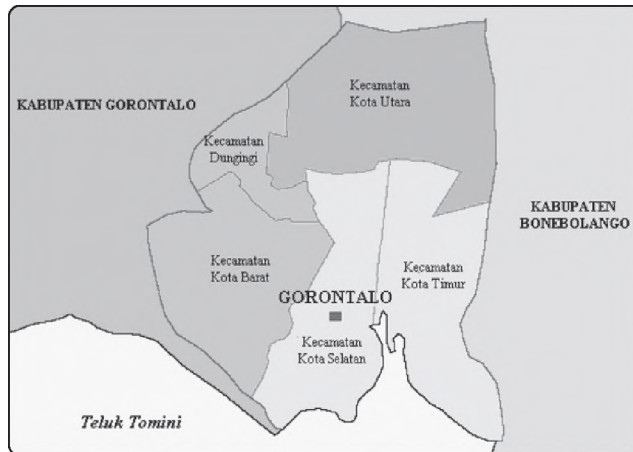 Kecamatan
Kota Utara
KABUPATEN GORONTALO
Kecamatan
Dungingi
KABUPATEN
BONEBOLANGO
Kecamatan
Kota Barat
Kecamatan
Kota Timur
GORONTALO
Kecamatan
Kota Selatan
Teluk Tomini